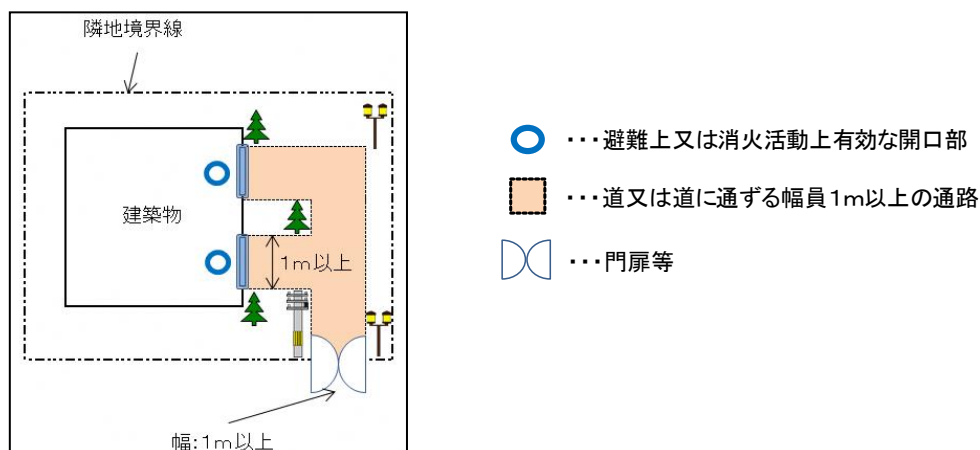 隣地境界線
建築物
1m以上
幅:1m以上
・・・避難上又は消火活動上有効な開口部
・・・道又は道に通ずる幅員1m以上の通路
・・・門扉等